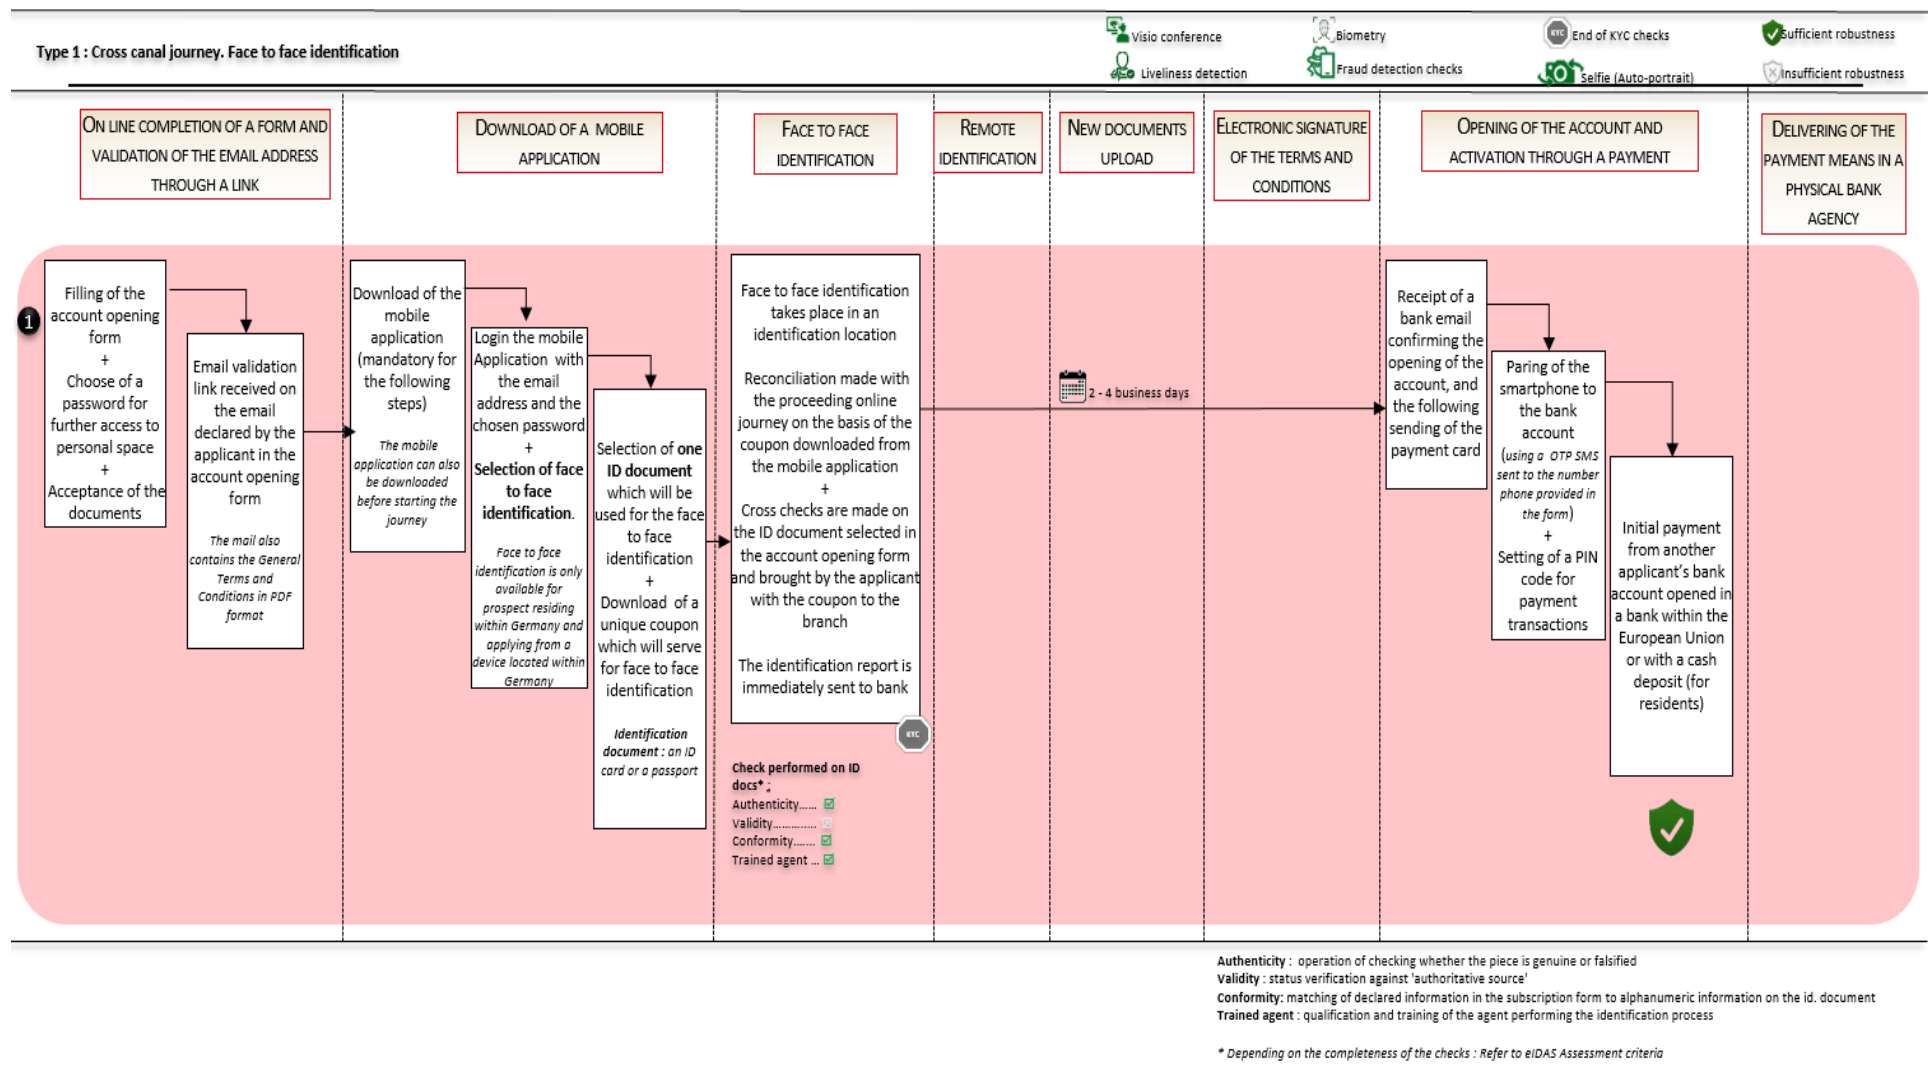 Type 1 : Cross canal journey. Face to face identification
Visio conference
Biometry
KYC
End of KYC checks
Sufficient robustness
Liveliness detection
Fraud detection checks
Selfie (Auto-portrait)
Insufficient robustness
ON LINE COMPLETION OF A FORM AND
VALIDATION OF THE EMAIL ADDRESS
THROUGH A LINK
DOWNLOAD OF A MOBILE
APPLICATION
FACE TO FACE
IDENTIFICATION
REMOTE
IDENTIFICATION
NEW DOCUMENTS
UPLOAD
ELECTRONIC SIGNATURE
OF THE TERMS AND
CONDITIONS
OPENING OF THE ACCOUNT AND
ACTIVATION THROUGH A PAYMENT
DELIVERING OF THE
PAYMENT MEANS IN A
PHYSICAL BANK
AGENCY
1
Filling of the
account opening
form
+
Choose of a
password for
further access to
personal space
+
Acceptance of the
documents
Email validation
link received on
the email
declared by the
applicant in the
account opening
form
The mail also
contains the General
Terms and
Conditions in PDF
format
Download of the
mobile
application
(mandatory for
the following
steps)
The mobile
application can also
be downloaded
before starting the
journey
Login the mobile
Application with
the email
address and the
chosen password
+
Selection of face
to face
identification.
Face to face
identification is only
available for
prospect residing
within Germany and
applying from a
device located within
Germany
Selection of one
ID document
which will be
used for the face
to face
identification
+
Download of a
unique coupon
which will serve
for face to face
identification
Identification
document : an ID
card or a passport
Face to face identification
takes place in an
identification location
Reconciliation made with
the proceeding online
journey on the basis of the
coupon downloaded from
the mobile application
+
Cross checks are made on
the ID document selected in
the account opening form
and brought by the applicant
with the coupon to the
branch
The identification report is
immediately sent to bank
KYC
Check performed on ID
docs* ;
Authenticity......
Validity.............
Conformity.......
Trained agent ...
2 - 4 business days
Receipt of a
bank email
confirming the
opening of the
account, and
the following
sending of the
payment card
Paring of the
smartphone to
the bank
account
(using a OTP SMS
sent to the number
phone provided in
the form)
+
Setting of a PIN
code for
payment
transactions
Initial payment
from another
applicant's bank
account opened in
a bank within the
European Union
or with a cash
deposit (for
residents)
Authenticity : operation of checking whether the piece is genuine or falsified
Validity : status verification against 'authoritative source'
Conformity: matching of declared information in the subscription form to alphanumeric information on the id. document
Trained agent : qualification and training of the agent performing the identification process
* Depending on the completeness of the checks : Refer to eIDAS Assessment criteria